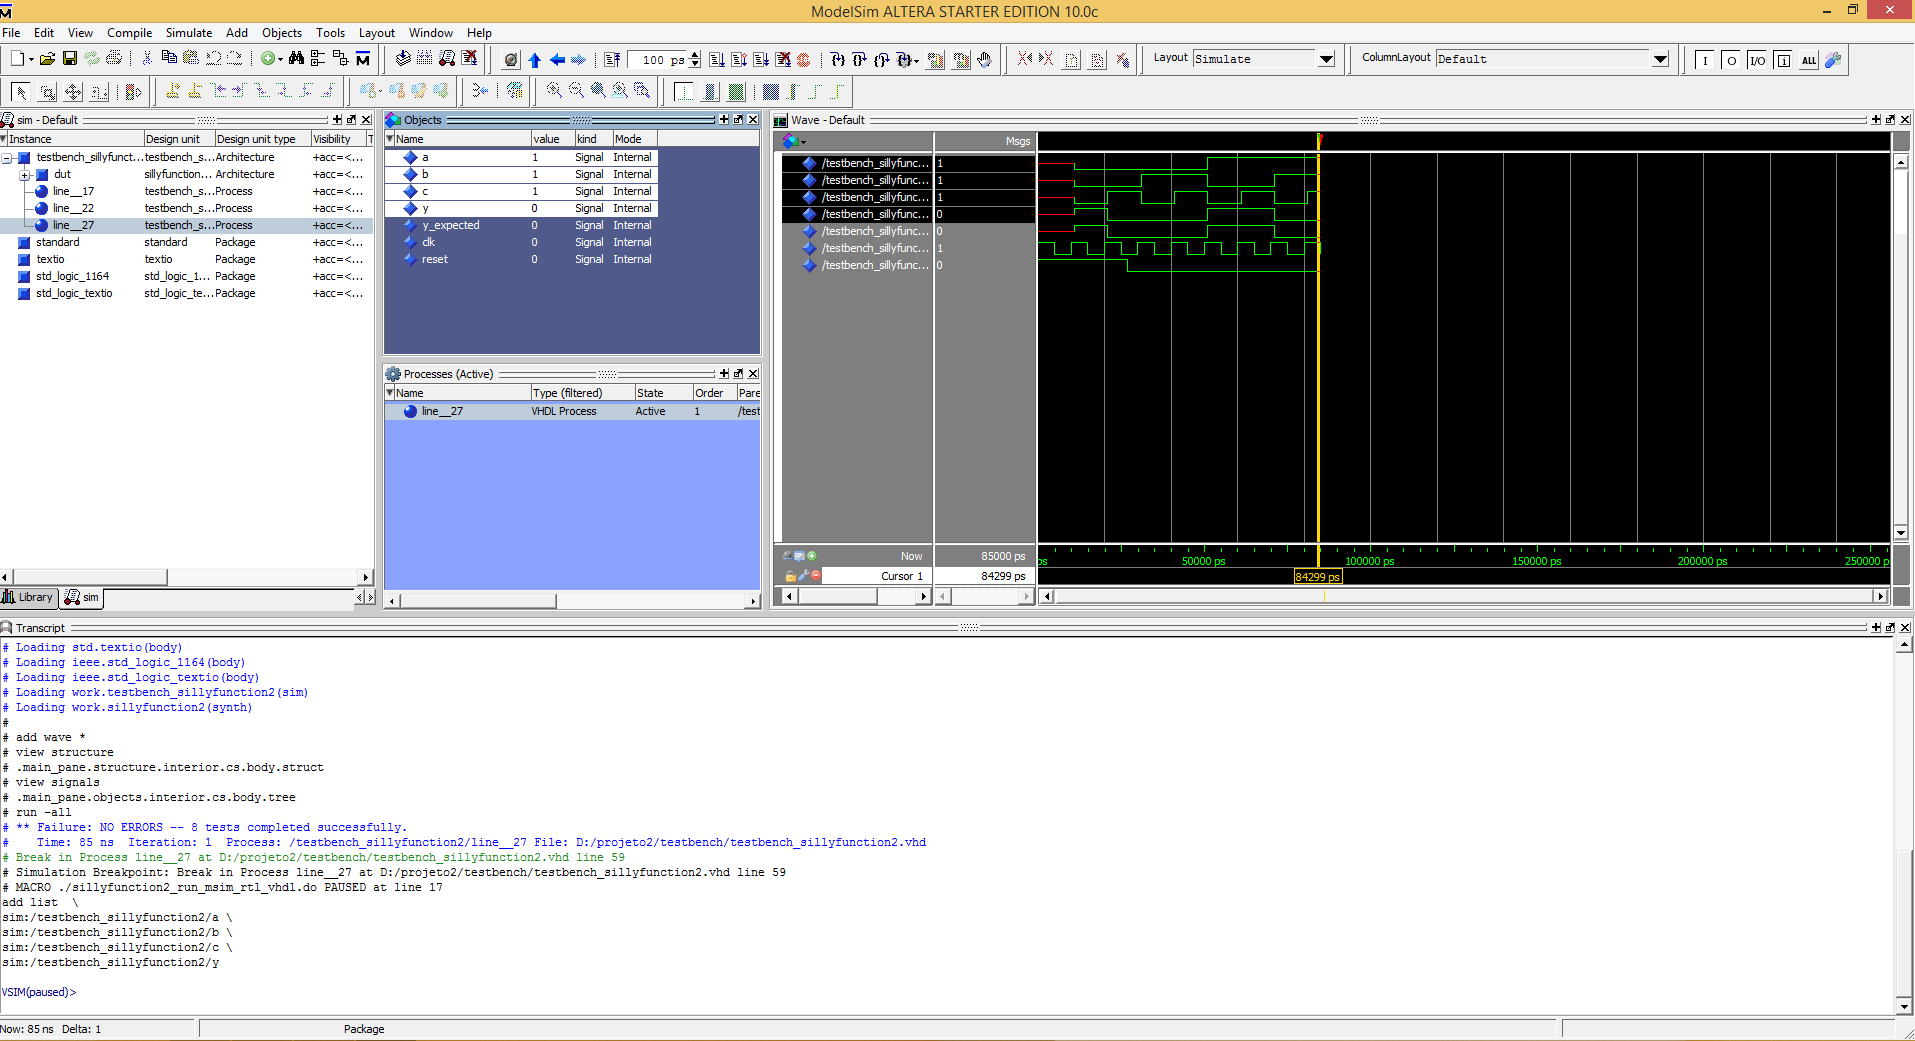 ModelSim ALTERA STARTER EDITION 10.0c
File Edit View Compile Simulate Add Objects Tools Layout Window Help
100 ps Layout Simulate ColumnLayout Default I O I/O i ALL
sim - Default
Instance Design unit Design unit type Visibility T
testbench_sillyfunct... testbench_s... Architecture +acc=<...
dut sillyfunction... Architecture +acc=<...
line__17 testbench_s... Process +acc=<...
line__22 testbench_s... Process +acc=<...
line__27 testbench_s... Process +acc=<...
standard standard Package +acc=<...
textio textio Package +acc=<...
std_logic_1164 std_logic_1... Package +acc=<...
std_logic_textio std_logic_te... Package +acc=<...
Library sim
Objects
Name value kind Mode
a 1 Signal Internal
b 1 Signal Internal
c 1 Signal Internal
y 0 Signal Internal
y_expected 0 Signal Internal
clk 0 Signal Internal
reset 0 Signal Internal
Processes (Active)
Name Type (filtered) State Order Pare
line__27 VHDL Process Active 1 /test
Wave - Default
Msgs
/testbench_sillyfunc... 1
/testbench_sillyfunc... 1
/testbench_sillyfunc... 1
/testbench_sillyfunc... 0
/testbench_sillyfunc... 0
/testbench_sillyfunc... 1
/testbench_sillyfunc... 0
Now 85000 ps ps 50000 ps 100000 ps 150000 ps 200000 ps 250000 p
Cursor 1 84299 ps 84299 ps
Transcript
# Loading std.textio(body)
# Loading ieee.std_logic_1164(body)
# Loading ieee.std_logic_textio(body)
# Loading work.testbench_sillyfunction2(sim)
# Loading work.sillyfunction2(synth)
#
# add wave *
# view structure
# .main_pane.structure.interior.cs.body.struct
# view signals
# .main_pane.objects.interior.cs.body.tree
# run -all
# ** Failure: NO ERRORS -- 8 tests completed successfully.
#    Time: 85 ns  Iteration: 1  Process: /testbench_sillyfunction2/line__27 File: D:/projeto2/testbench/testbench_sillyfunction2.vhd
# Break in Process line__27 at D:/projeto2/testbench/testbench_sillyfunction2.vhd line 59
# Simulation Breakpoint: Break in Process line__27 at D:/projeto2/testbench/testbench_sillyfunction2.vhd line 59
# MACRO ./sillyfunction2_run_msim_rtl_vhdl.do PAUSED at line 17
add list  \
sim:/testbench_sillyfunction2/a \
sim:/testbench_sillyfunction2/b \
sim:/testbench_sillyfunction2/c \
sim:/testbench_sillyfunction2/y
VSIM(paused)>
Now: 85 ns Delta: 1 Package